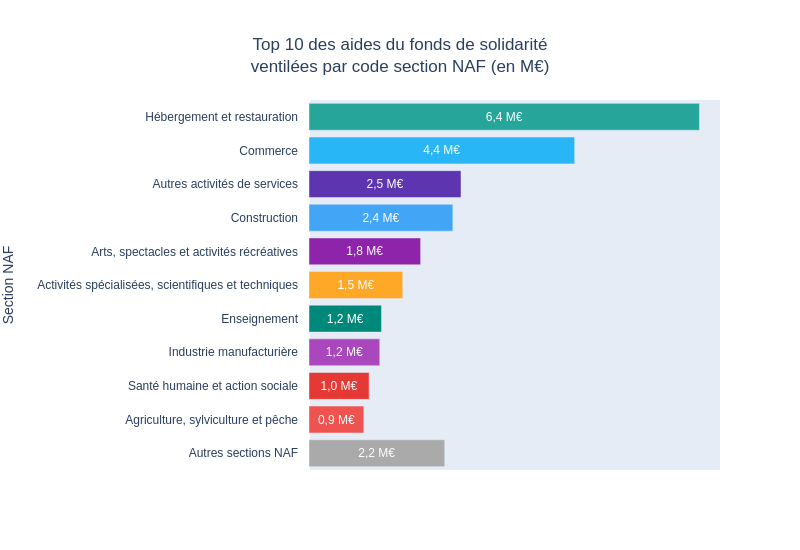 Top 10 des aides du fonds de solidarité
ventilées par code section NAF (en M€)
Section NAF
Hébergement et restauration 6,4 M€
Commerce 4,4 M€
Autres activités de services 2,5 M€
Construction 2,4 M€
Arts, spectacles et activités récréatives 1,8 M€
Activités spécialisées, scientifiques et techniques 1,5 M€
Enseignement 1,2 M€
Industrie manufacturière 1,2 M€
Santé humaine et action sociale 1,0 M€
Agriculture, sylviculture et pêche 0,9 M€
Autres sections NAF 2,2 M€